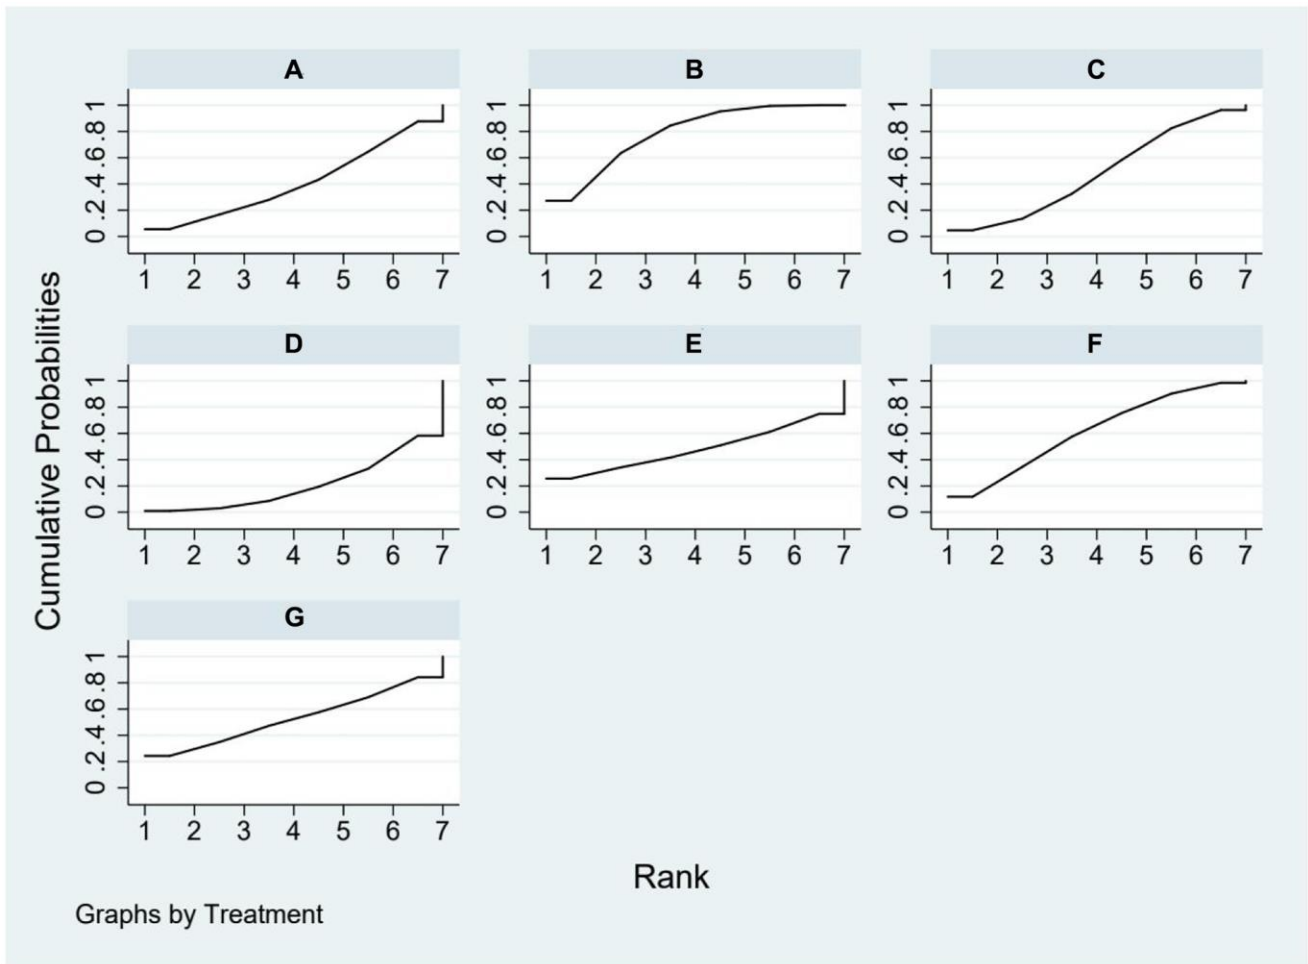 Cumulative Probabilities
A
0 .2 .4 .6 .8 1
1 2 3 4 5 6 7
B
0 .2 .4 .6 .8 1
1 2 3 4 5 6 7
C
0 .2 .4 .6 .8 1
1 2 3 4 5 6 7
D
0 .2 .4 .6 .8 1
1 2 3 4 5 6 7
E
0 .2 .4 .6 .8 1
1 2 3 4 5 6 7
F
0 .2 .4 .6 .8 1
1 2 3 4 5 6 7
G
0 .2 .4 .6 .8 1
1 2 3 4 5 6 7
Rank
Graphs by Treatment